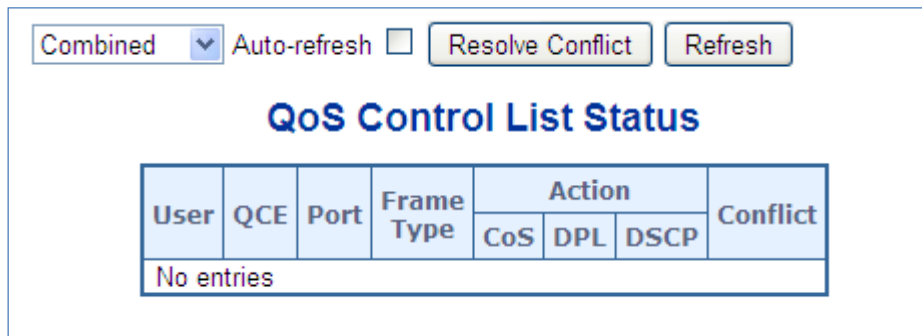 Combined Auto-refresh Resolve Conflict Refresh
QoS Control List Status
User QCE Port Frame Type Action Conflict
CoS DPL DSCP
No entries